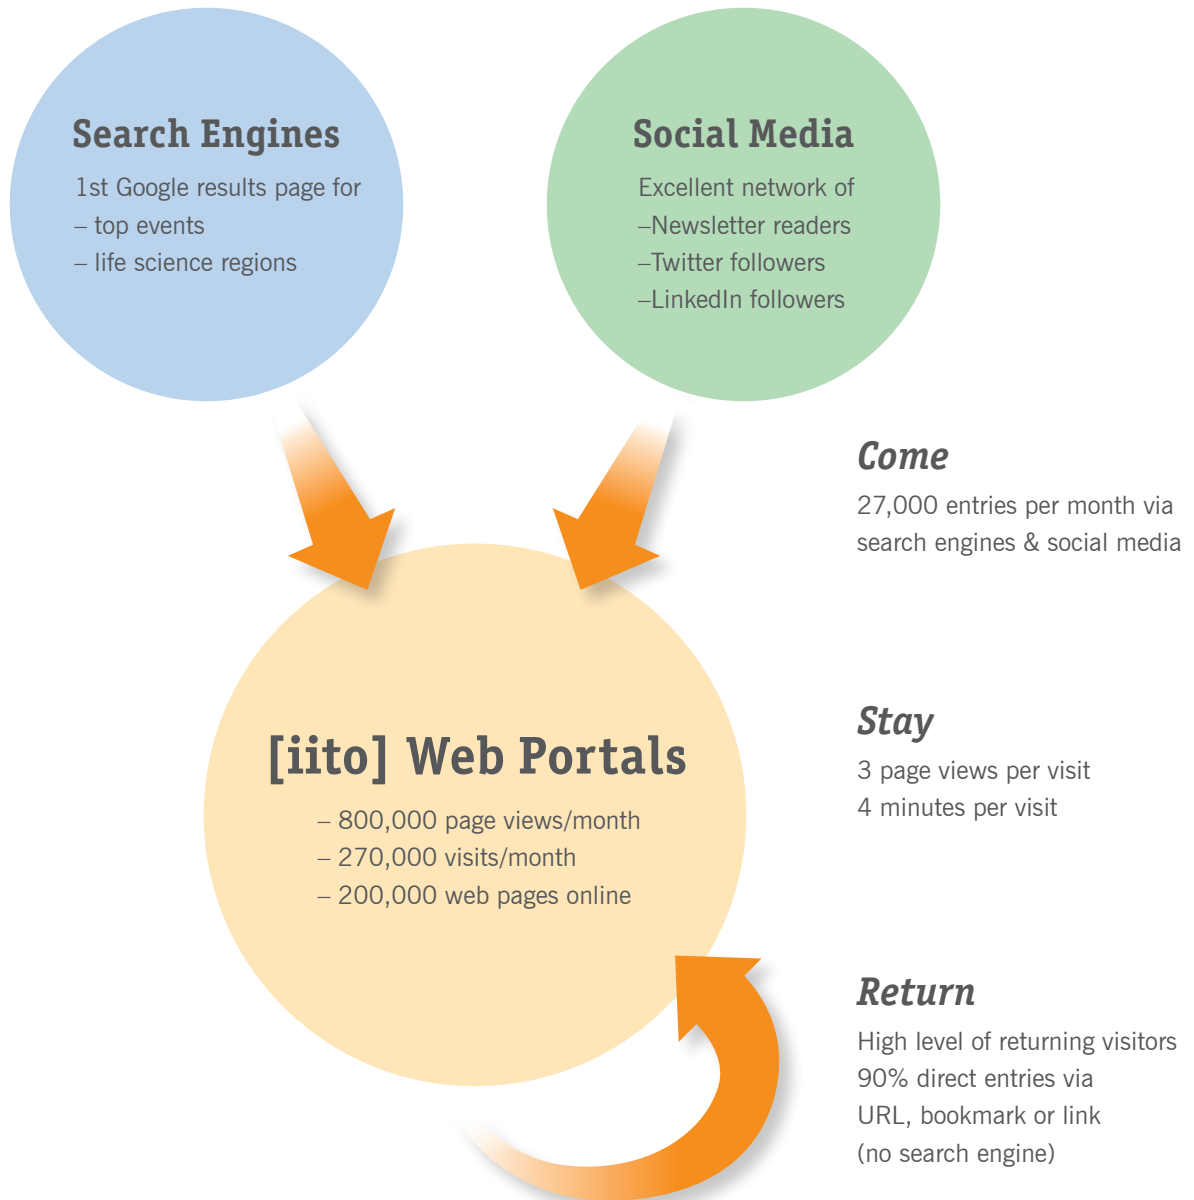 Search Engines
1st Google results page for
– top events
– life science regions
Social Media
Excellent network of
–Newsletter readers
–Twitter followers
–LinkedIn followers
Come
27,000 entries per month via
search engines & social media
[iito] Web Portals
– 800,000 page views/month
– 270,000 visits/month
– 200,000 web pages online
Stay
3 page views per visit
4 minutes per visit
Return
High level of returning visitors
90% direct entries via
URL, bookmark or link
(no search engine)